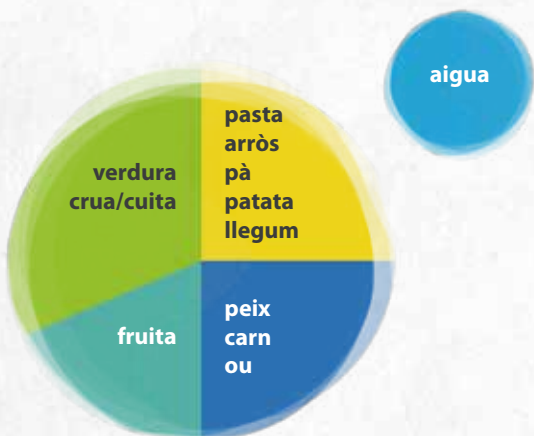 aigua
verdura
crua/cuita
pasta
arròs
pà
patata
llegum
fruita
peix
carn
ou